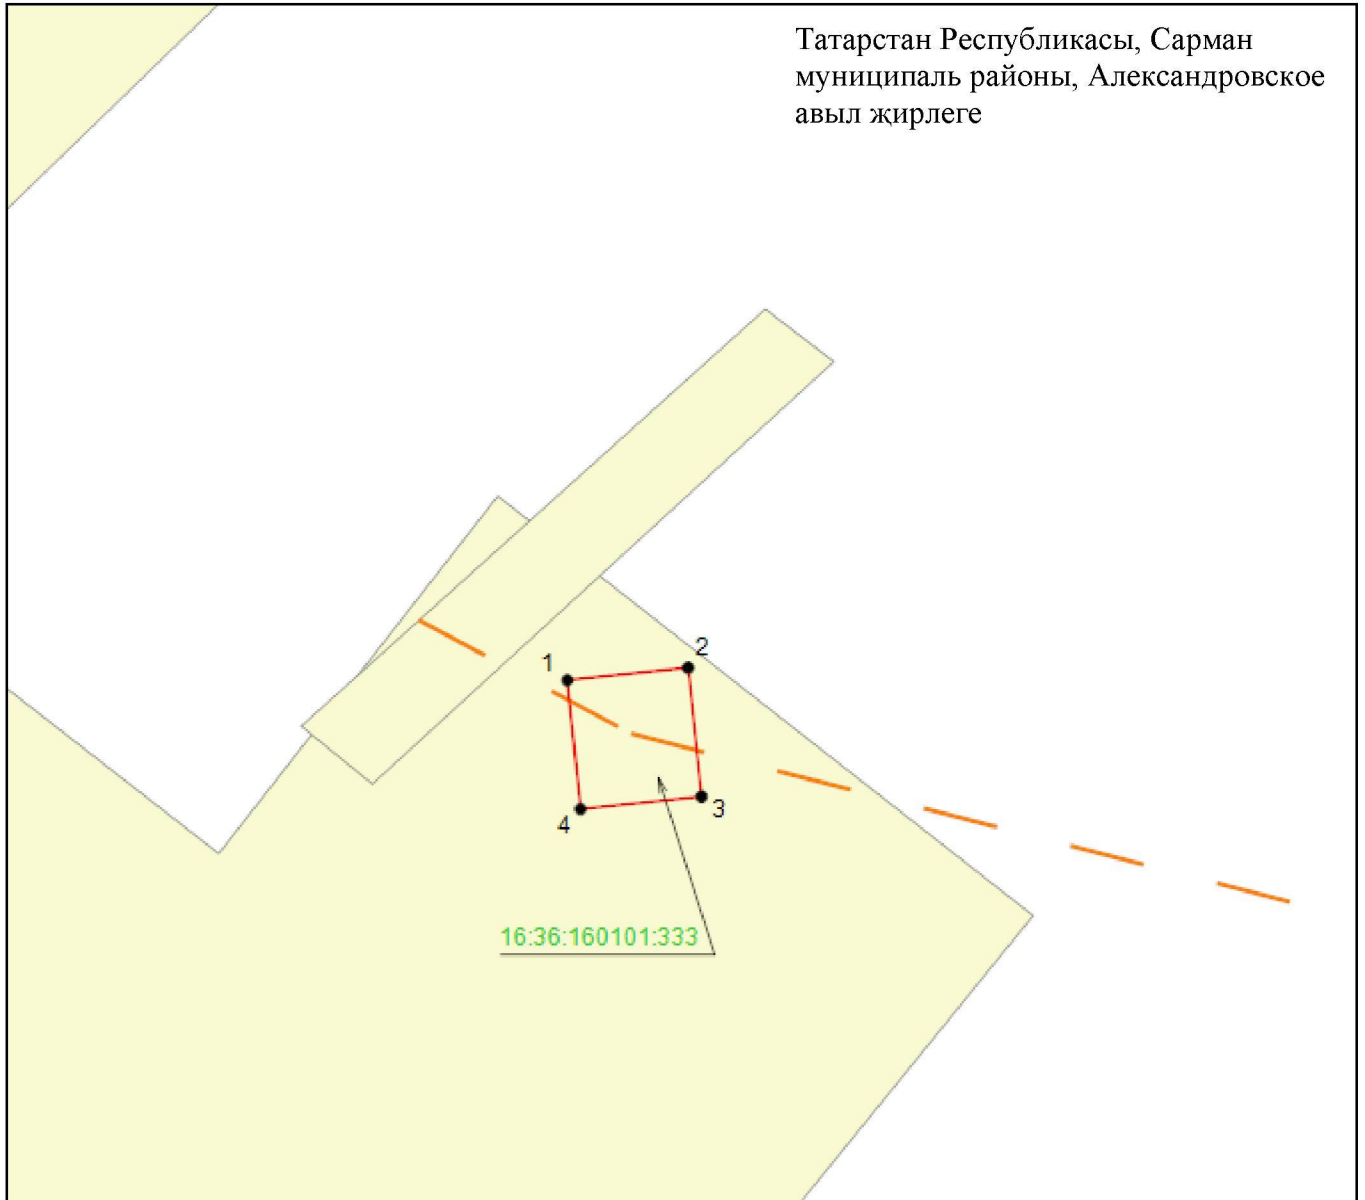 Татарстан Республикасы, Сарман
муниципаль районы, Александровское
авыл җирлеге
2
1
3
4
16:36:160101:333